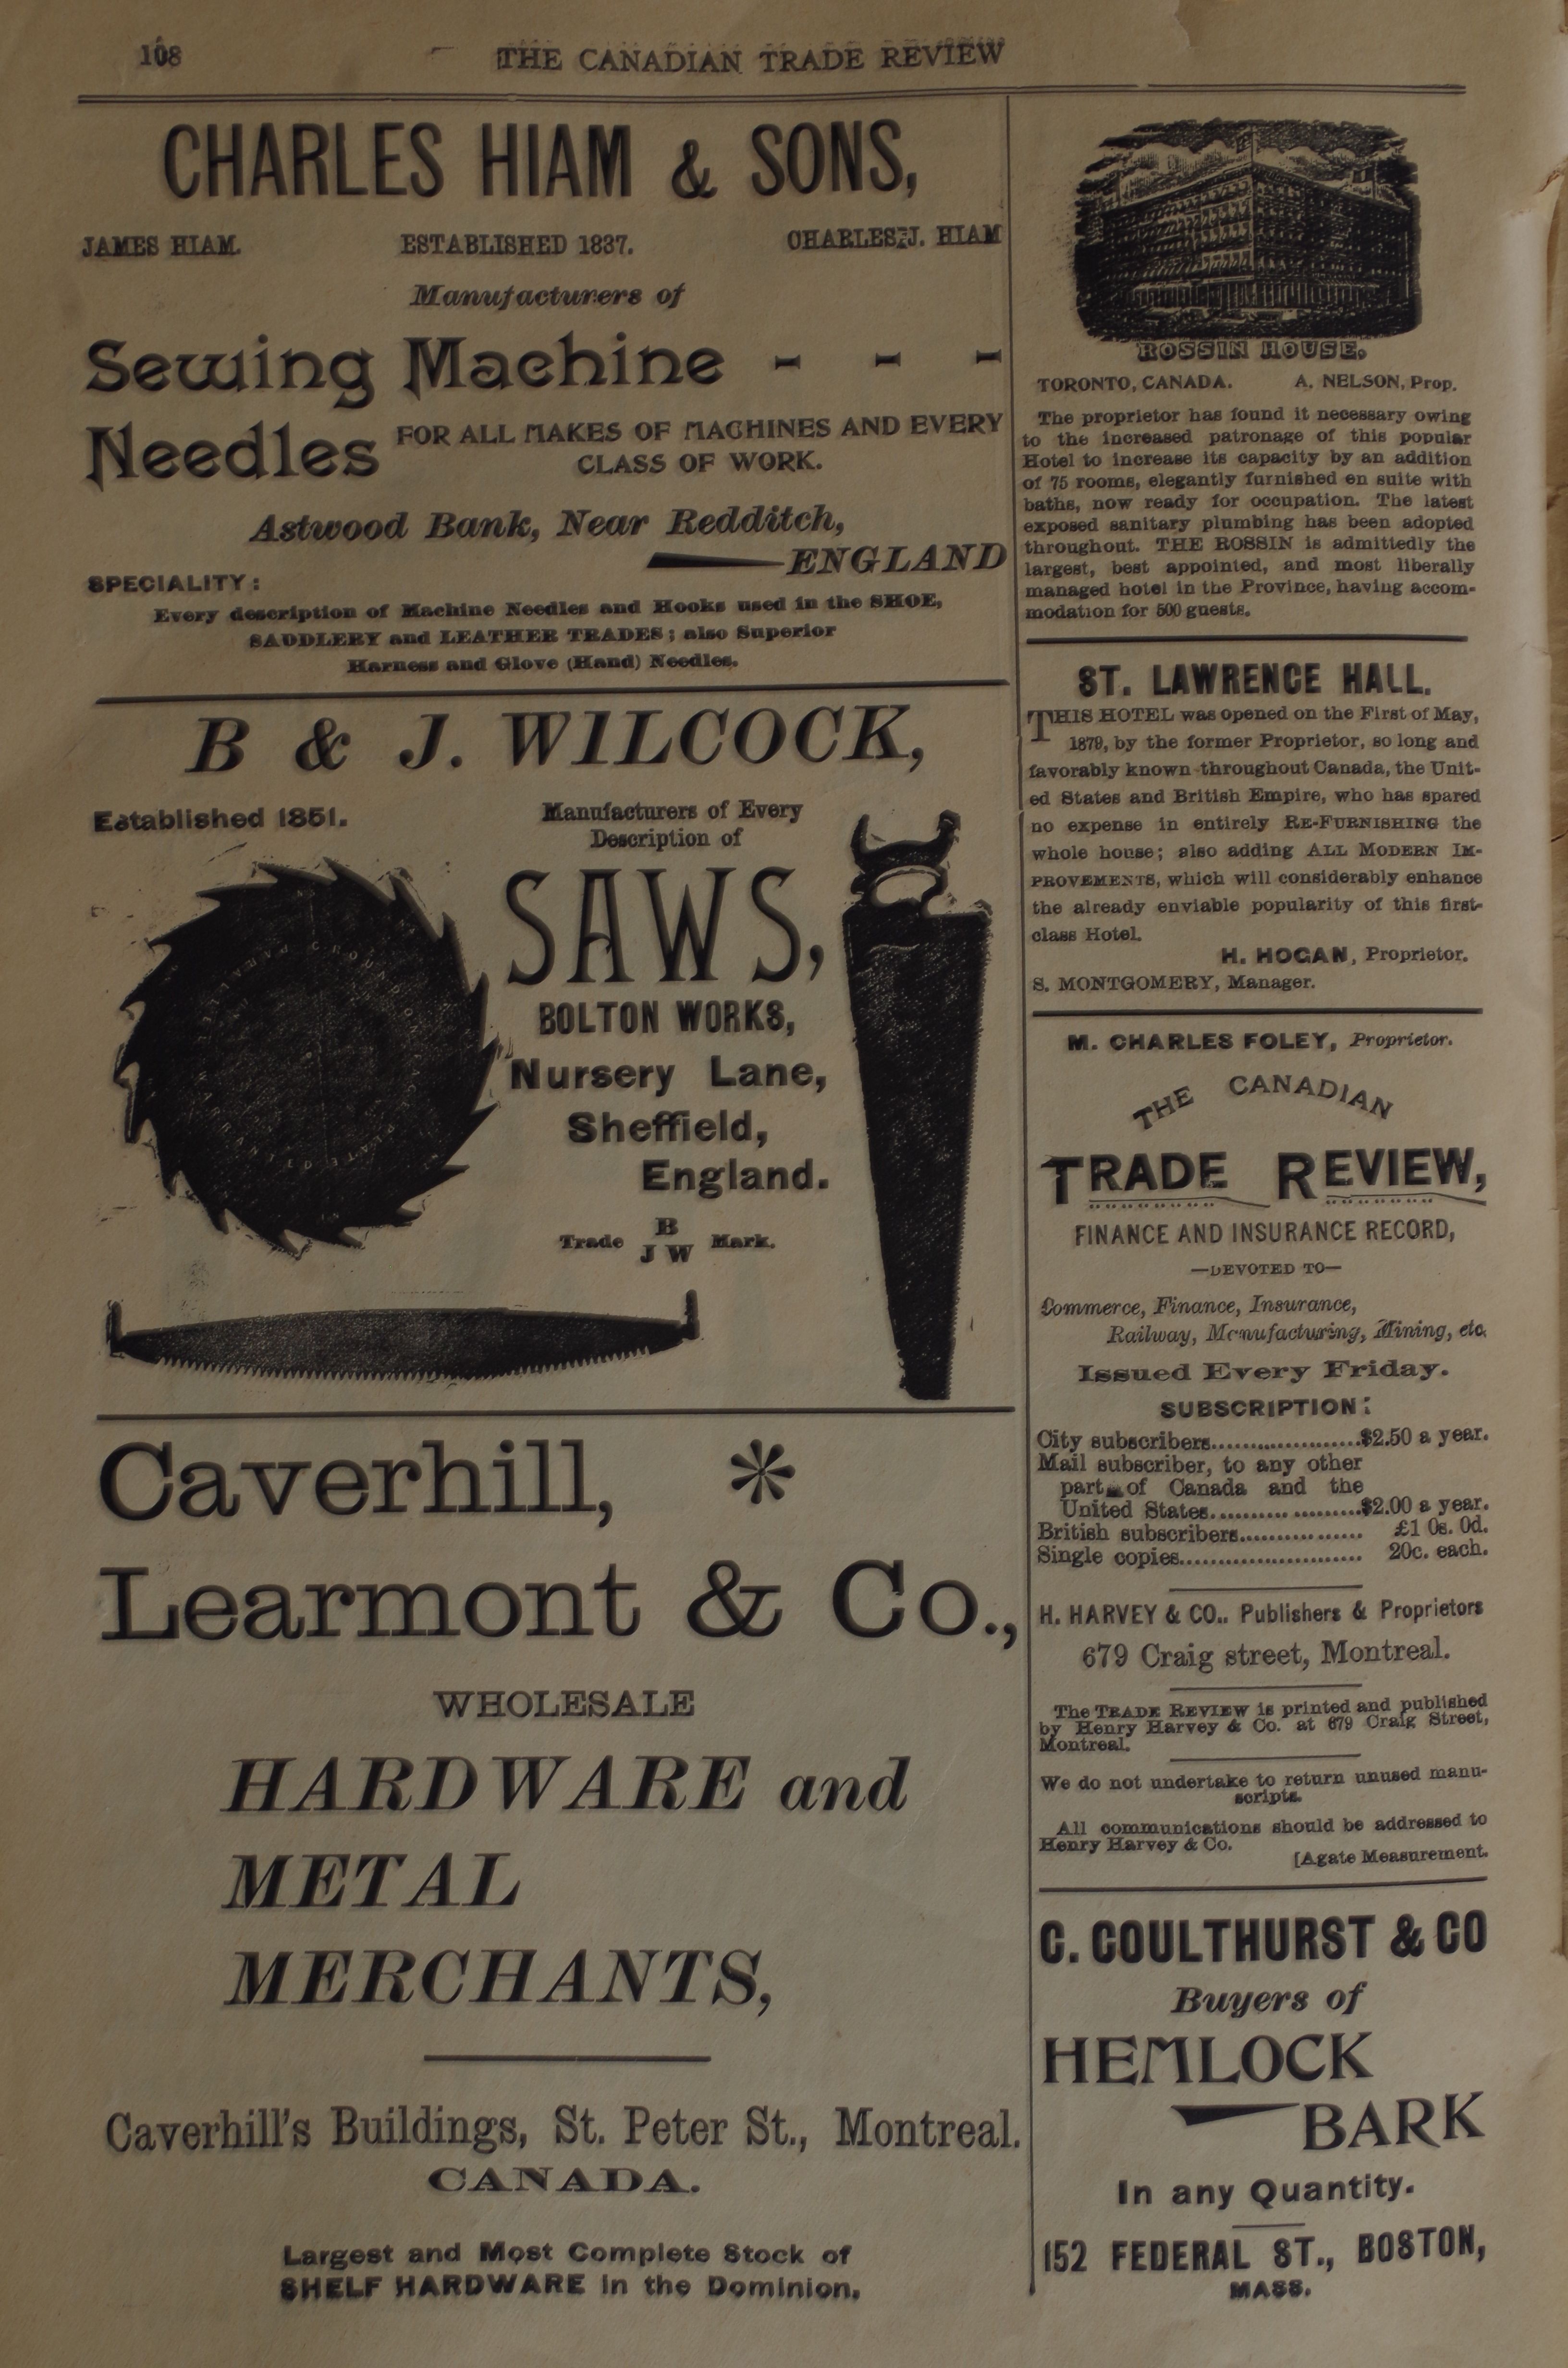 108
THE CANADIAN TRADE REVIEW
CHARLES HIAM & SONS,
JAMES HIAM. ESTABLISHED 1837. CHARLES J. HIAM
Manufacturers of
Sewing Machine - - -
Needles FOR ALL MAKES OF MACHINES AND EVERY
CLASS OF WORK.
Astwood Bank, Near Redditch,
ENGLAND
SPECIALITY:
Every description of Machine Needles and Hooks used in the SHOE,
SADDLERY and LEATHER TRADES; also Superior
Harness and Glove (Hand) Needles.
B & J. WILCOCK,
Established 1851.
Manufacturers of Every
Description of
SAWS,
BOLTON WORKS,
Nursery Lane,
Sheffield,
England.
Trade B J W Mark.
Caverhill, *
Learmont & Co.,
WHOLESALE
HARDWARE and
METAL
MERCHANTS,
Caverhill's Buildings, St. Peter St., Montreal.
CANADA.
Largest and Most Complete Stock of
SHELF HARDWARE in the Dominion.
ROSSIN HOUSE.
TORONTO, CANADA. A. NELSON, Prop.
The proprietor has found it necessary owing
to the increased patronage of this popular
Hotel to increase its capacity by an addition
of 75 rooms, elegantly furnished en suite with
baths, now ready for occupation. The latest
exposed sanitary plumbing has been adopted
throughout. THE ROSSIN is admittedly the
largest, best appointed, and most liberally
managed hotel in the Province, having accom-
modation for 500 guests.
ST. LAWRENCE HALL.
THIS HOTEL was opened on the First of May,
1879, by the former Proprietor, so long and
favorably known throughout Canada, the Unit-
ed States and British Empire, who has spared
no expense in entirely RE-FURNISHING the
whole house; also adding ALL MODERN IM-
PROVEMENTS, which will considerably enhance
the already enviable popularity of this first-
class Hotel.
H. HOGAN, Proprietor.
S. MONTGOMERY, Manager.
M. CHARLES FOLEY, Proprietor.
THE CANADIAN
TRADE REVIEW,
FINANCE AND INSURANCE RECORD,
—DEVOTED TO—
Commerce, Finance, Insurance,
Railway, Manufacturing, Mining, etc.
Issued Every Friday.
SUBSCRIPTION:
City subscribers......................$2.50 a year.
Mail subscriber, to any other
part of Canada and the
United States.......... .........$2.00 a year.
British subscribers................ £1 0s. 0d.
Single copies........................ 20c. each.
H. HARVEY & CO.. Publishers & Proprietors
679 Craig street, Montreal.
The TRADE REVIEW is printed and published
by Henry Harvey & Co. at 679 Craig Street,
Montreal.
We do not undertake to return unused manu-
scripts.
All communications should be addressed to
Henry Harvey & Co.
[Agate Measurement.
C. COULTHURST & CO
Buyers of
HEMLOCK
BARK
In any Quantity.
152 FEDERAL ST., BOSTON,
MASS.